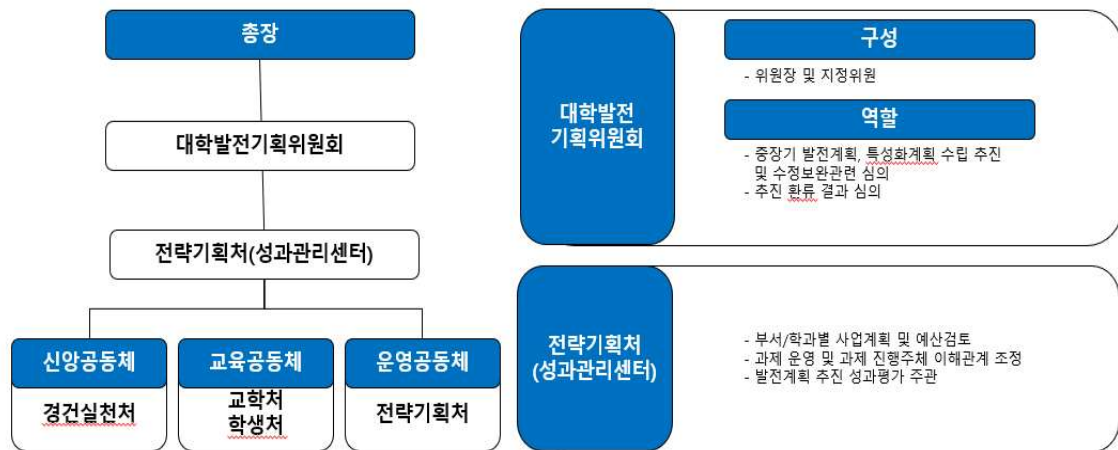 총장
대학발전기획위원회
전략기획처(성과관리센터)
신앙공동체
경건실천처
교육공동체
교학처
학생처
운영공동체
전략기획처
대학발전
기획위원회
구성
- 위원장 및 지정위원
역할
- 중장기 발전계획, 특성화계획 수립 추진
및 수정보완관련 심의
- 추진 환류 결과 심의
전략기획처
(성과관리센터)
- 부서/학과별 사업계획 및 예산검토
- 과제 운영 및 과제 진행주체 이해관계 조정
- 발전계획 추진 성과평가 주관